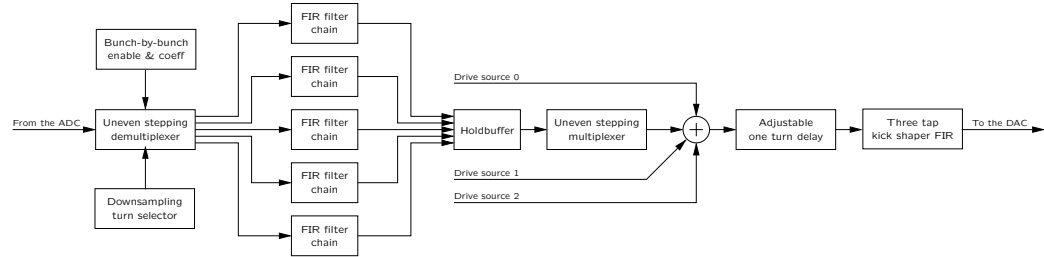 From the ADC
Bunch-by-bunch
enable & coeff
Uneven stepping
demultiplexer
Downsampling
turn selector
FIR filter
chain
FIR filter
chain
FIR filter
chain
FIR filter
chain
FIR filter
chain
Drive source 0
Holdbuffer
Uneven stepping
multiplexer
Drive source 1
Drive source 2
+
Adjustable
one turn delay
Three tap
kick shaper FIR
To the DAC